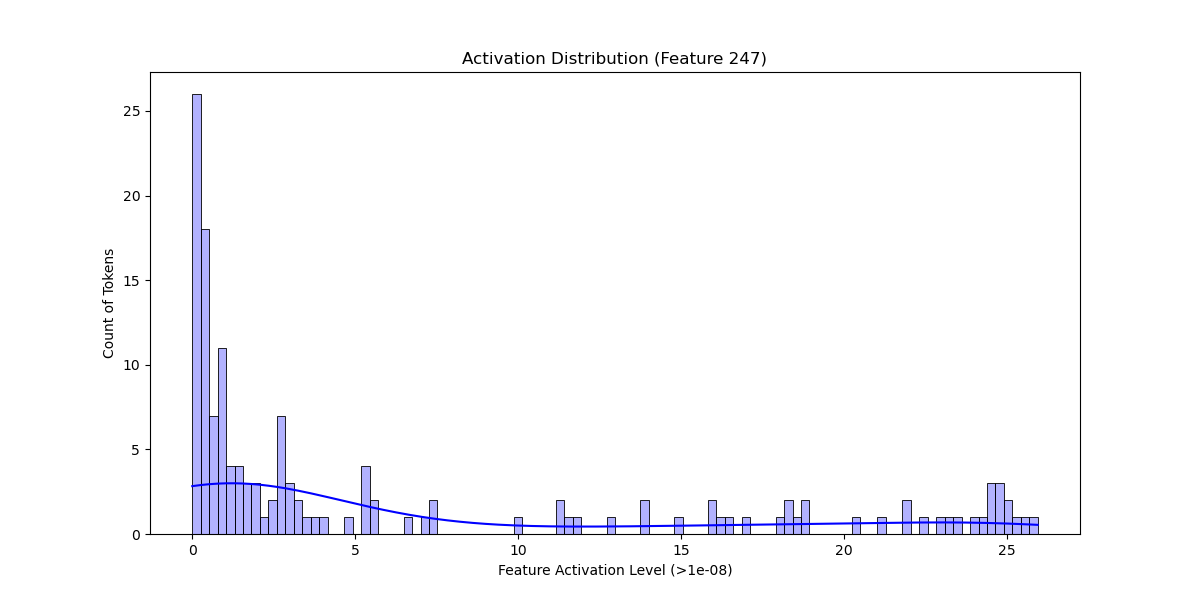 Activation Distribution (Feature 247)
25
20
15
10
5
0
Count of Tokens
0 5 10 15 20 25
Feature Activation Level (>1e-08)